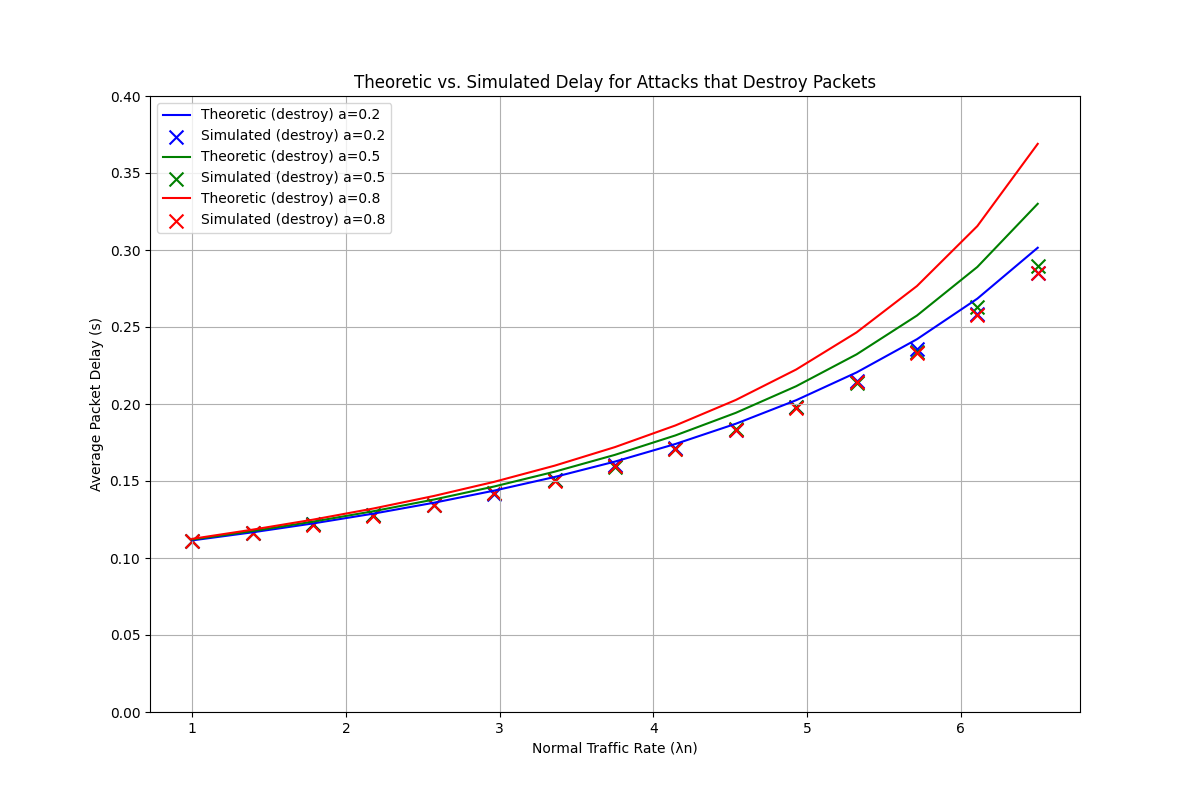 Theoretic vs. Simulated Delay for Attacks that Destroy Packets
0.40
0.35
0.30
0.25
0.20
0.15
0.10
0.05
0.00
Average Packet Delay (s)
Theoretic (destroy) a=0.2
Simulated (destroy) a=0.2
Theoretic (destroy) a=0.5
Simulated (destroy) a=0.5
Theoretic (destroy) a=0.8
Simulated (destroy) a=0.8
1 2 3 4 5 6
Normal Traffic Rate (λn)